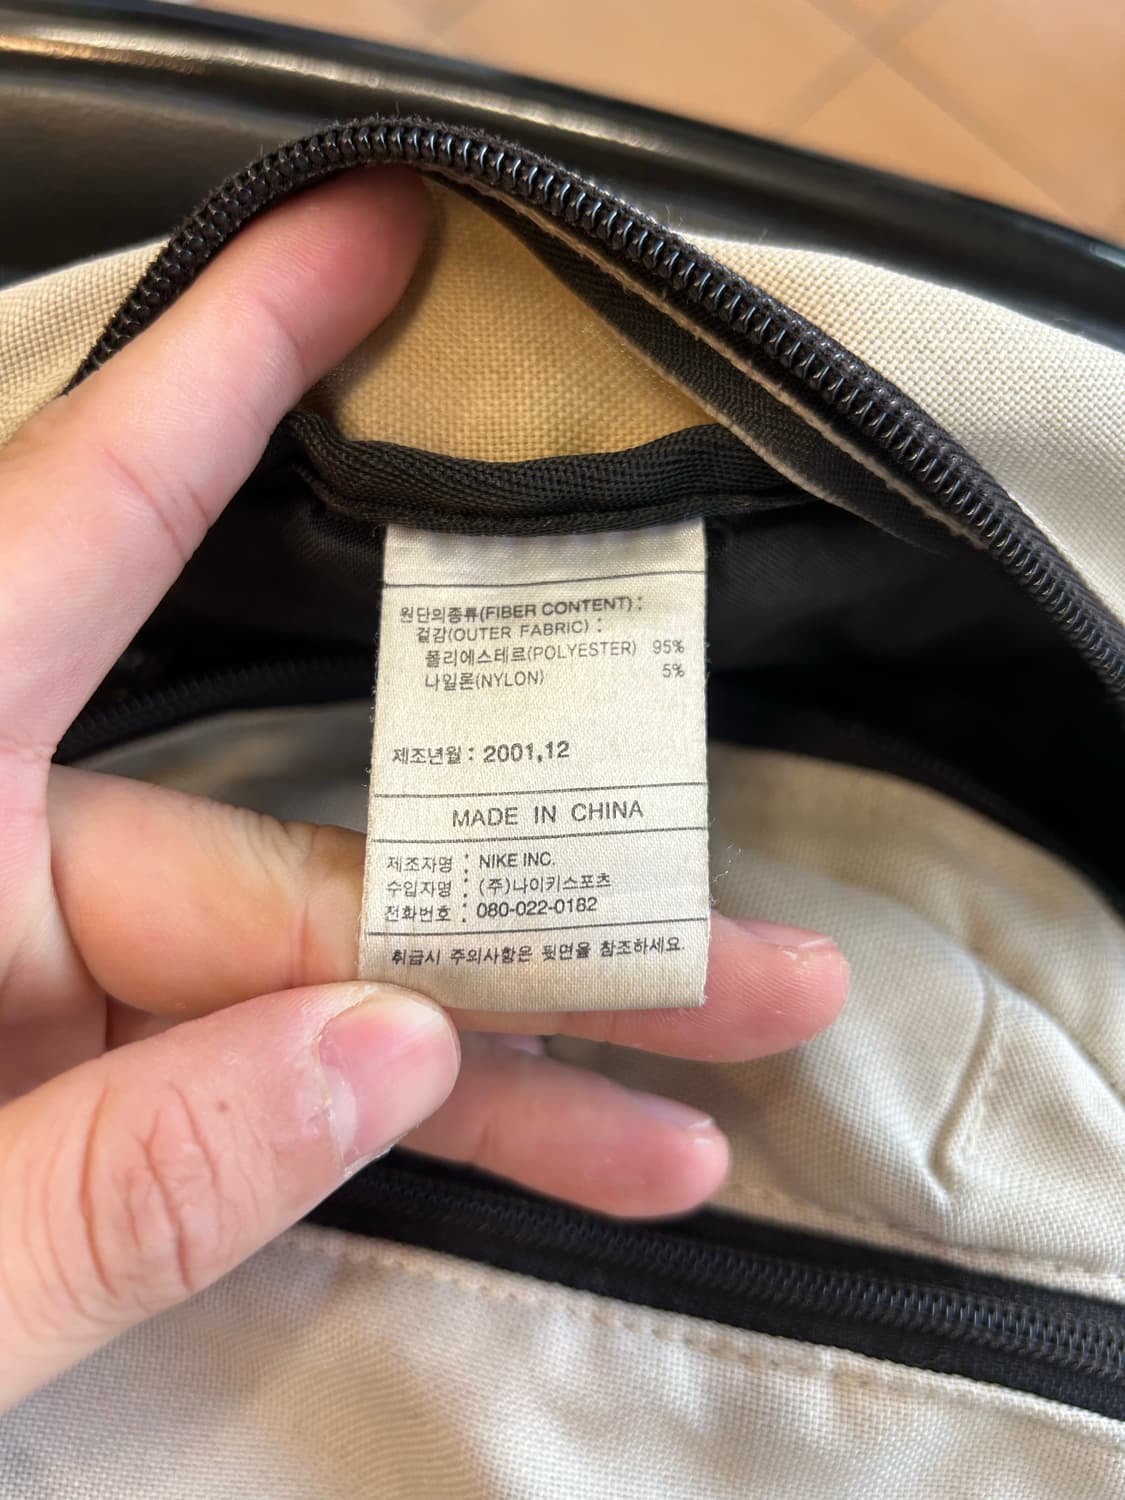 원단의종류(FIBER CONTENT) :
겉감(OUTER FABRIC) :
폴리에스테르(POLYESTER) 95%
나일론(NYLON) 5%
제조년월 : 2001,12
MADE IN CHINA
제조자명 : NIKE INC.
수입자명 : (주)나이키스포츠
전화번호 : 080-022-0182
취급시 주의사항은 뒷면을 참조하세요.